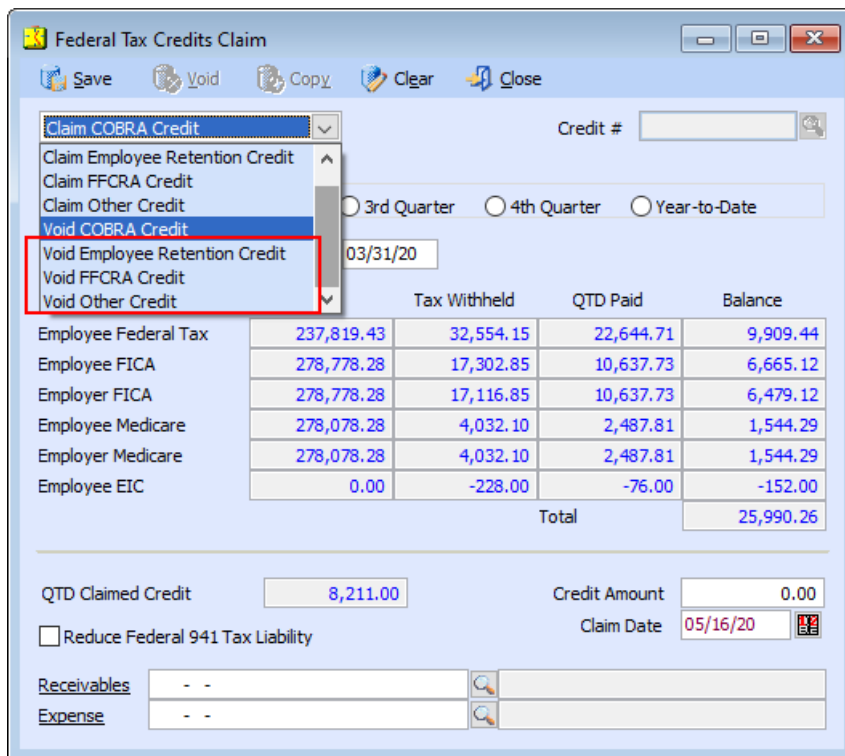 Federal Tax Credits Claim
Save Void Copy Clear Close
Claim COBRA Credit Credit #
Claim Employee Retention Credit
Claim FFCRA Credit
Claim Other Credit 3rd Quarter 4th Quarter Year-to-Date
Void COBRA Credit
Void Employee Retention Credit 03/31/20
Void FFCRA Credit
Void Other Credit Tax Withheld QTD Paid Balance
Employee Federal Tax 237,819.43 32,554.15 22,644.71 9,909.44
Employee FICA 278,778.28 17,302.85 10,637.73 6,665.12
Employer FICA 278,778.28 17,116.85 10,637.73 6,479.12
Employee Medicare 278,078.28 4,032.10 2,487.81 1,544.29
Employer Medicare 278,078.28 4,032.10 2,487.81 1,544.29
Employee EIC 0.00 -228.00 -76.00 -152.00
Total 25,990.26
QTD Claimed Credit 8,211.00 Credit Amount 0.00
Reduce Federal 941 Tax Liability Claim Date 05/16/20
Receivables - -
Expense - -